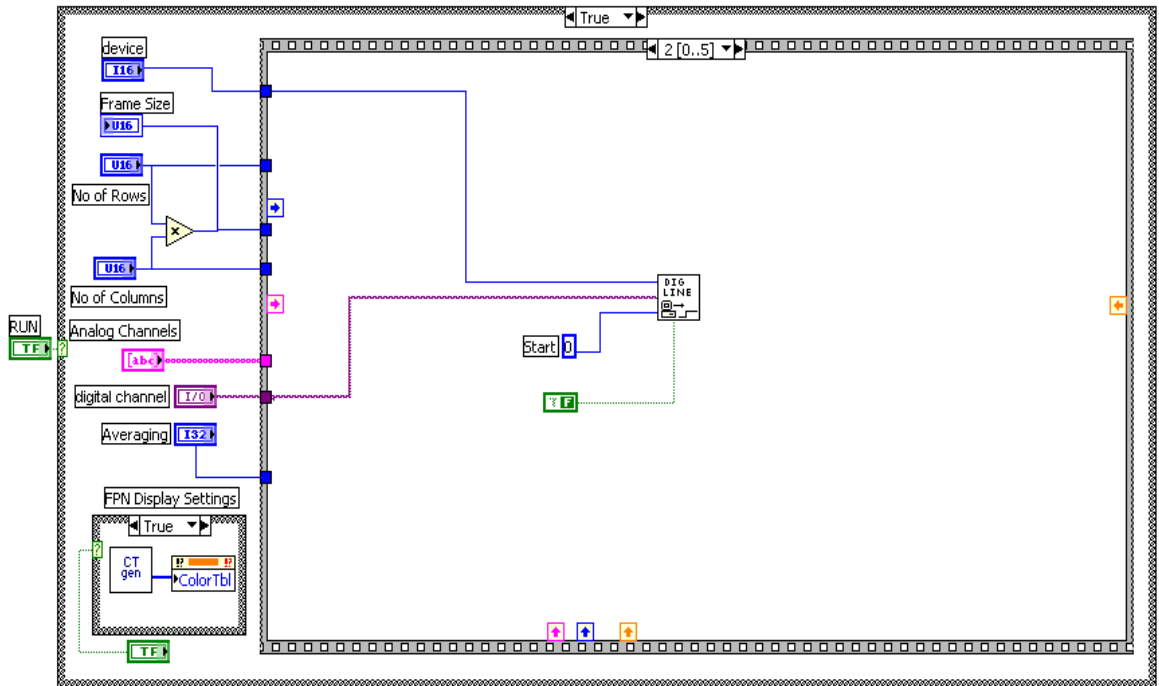 True
2 [0..5]
device
I16
Frame Size
U16
U16
No of Rows
x
U16
No of Columns
RUN
TF
?
Analog Channels
[abc
digital channel
I/O
Averaging
I32
FPN Display Settings
True
?
CT
gen
!?
!?
ColorTbl
TF
DIG
LINE
Start
0
F